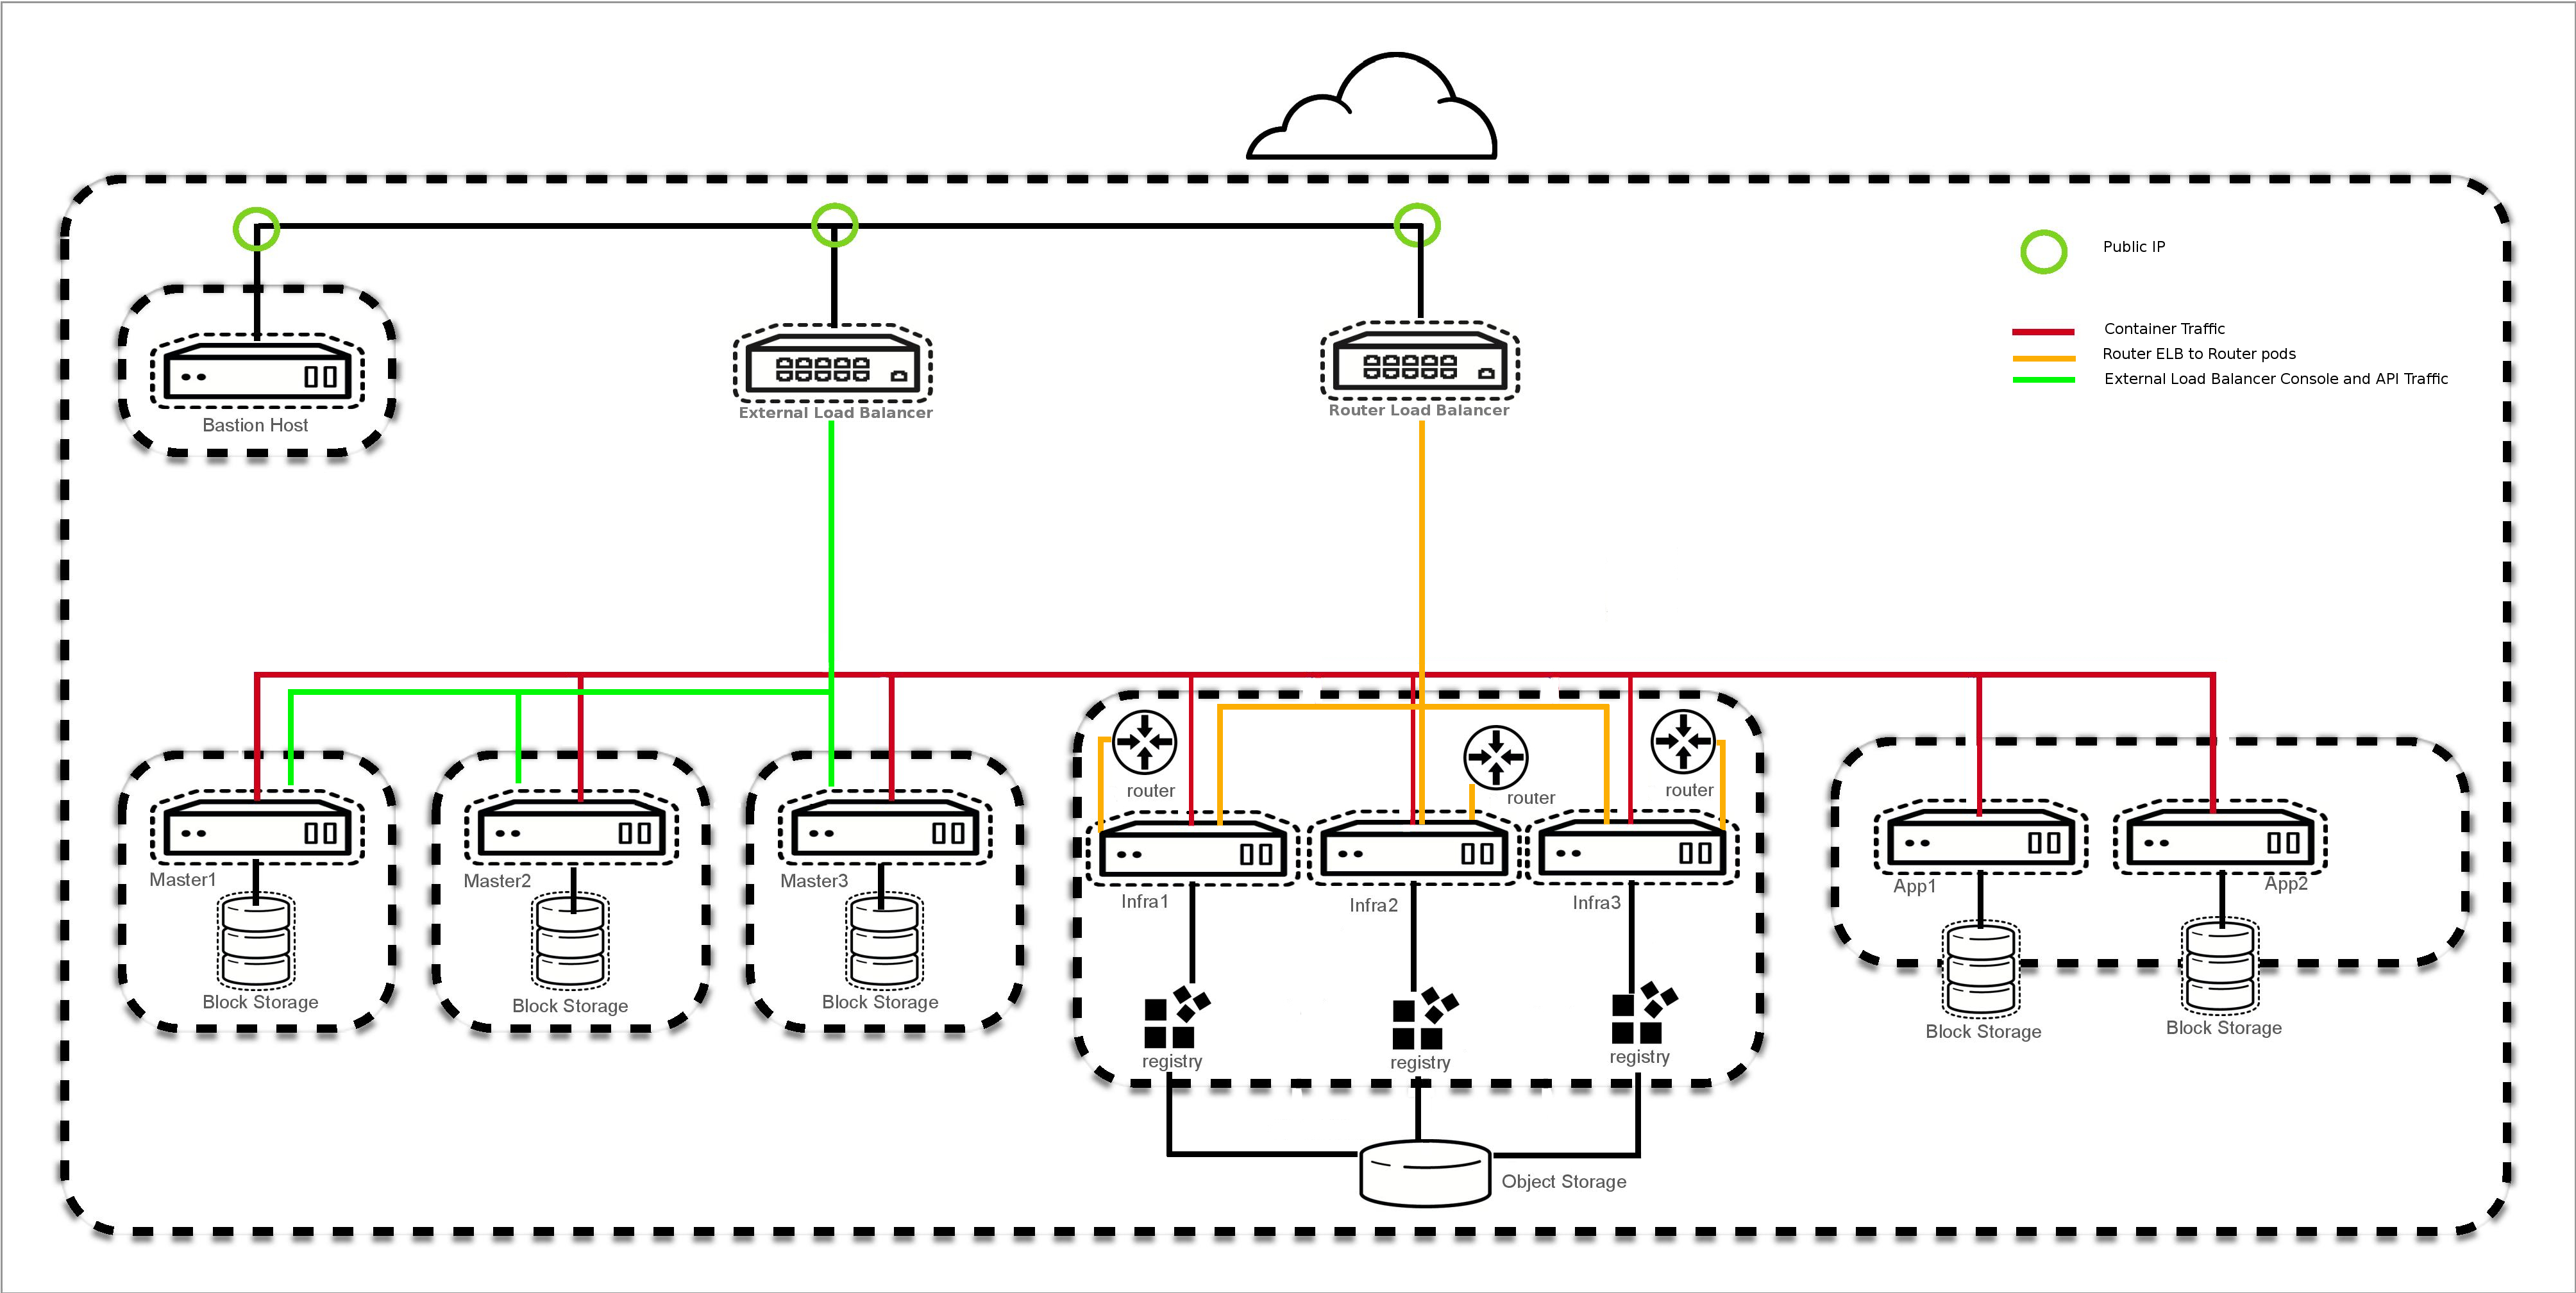 Public IP
Container Traffic
Router ELB to Router pods
External Load Balancer Console and API Traffic
Bastion Host
External Load Balancer
Router Load Balancer
router
router
router
Master1
Master2
Master3
Infra1
Infra2
Infra3
App1
App2
Block Storage
Block Storage
Block Storage
Block Storage
Block Storage
registry
registry
registry
Object Storage